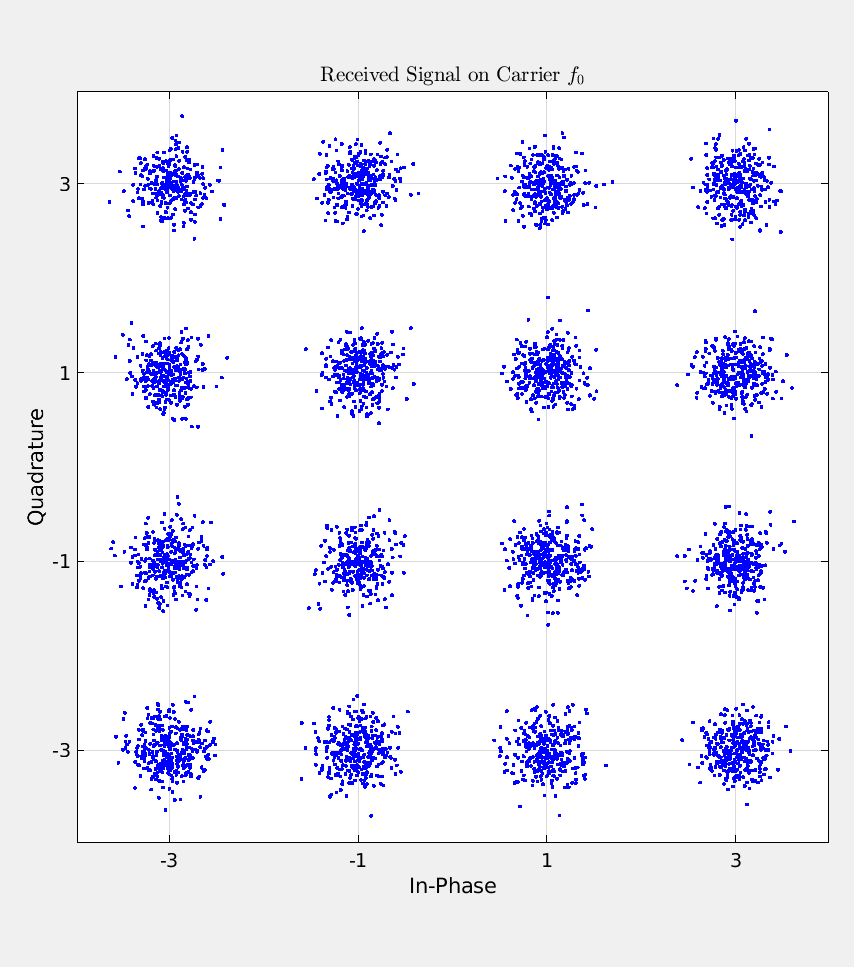 Received Signal on Carrier f₀
3
1
-1
-3
Quadrature
-3 -1 1 3
In-Phase